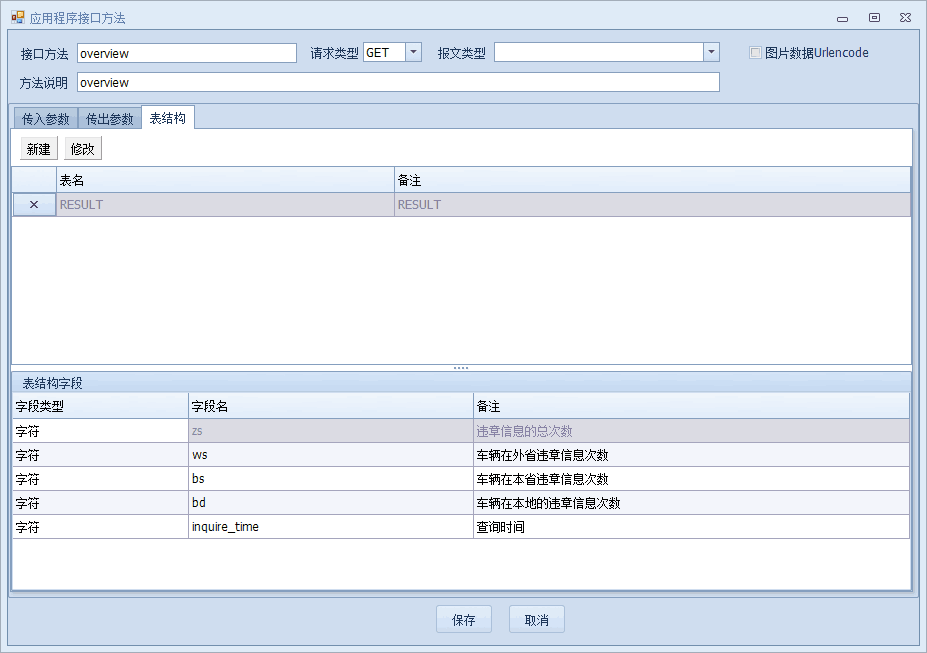 应用程序接口方法
接口方法 overview 请求类型 GET 报文类型 图片数据Urlencode
方法说明 overview
传入参数 传出参数 表结构
新建 修改
表名 备注
RESULT RESULT
表结构字段
字段类型 字段名 备注
字符 zs 违章信息的总次数
字符 ws 车辆在外省违章信息次数
字符 bs 车辆在本省违章信息次数
字符 bd 车辆在本地的违章信息次数
字符 inquire_time 查询时间
保存 取消